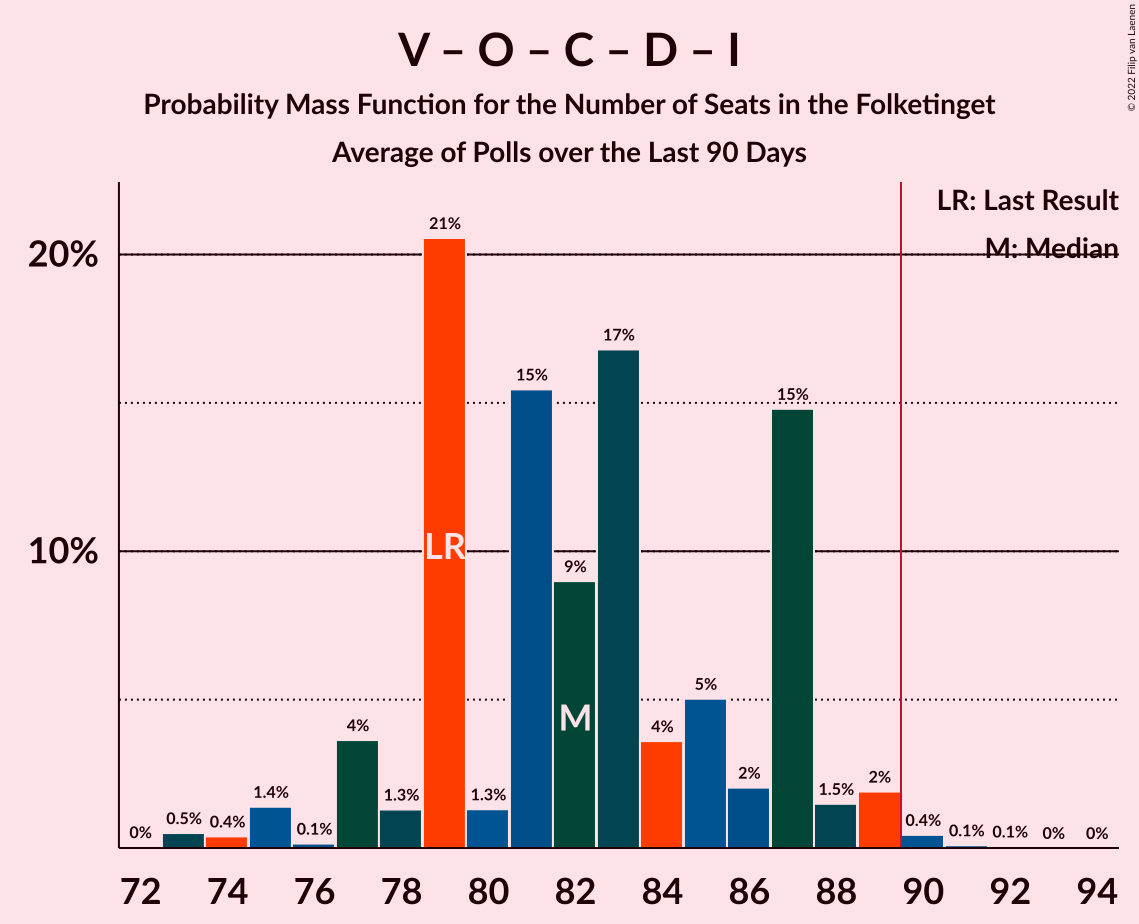 V – O – C – D – I
Probability Mass Function for the Number of Seats in the Folketinget
Average of Polls over the Last 90 Days
© 2022 Filip van Laenen
LR: Last Result
M: Median
20%
10%
0%
0.5%
0.4%
1.4%
0.1%
4%
1.3%
21%
1.3%
15%
9%
17%
4%
5%
2%
15%
1.5%
2%
0.4%
0.1%
0.1%
0%
0%
LR
M
72 74 76 78 80 82 84 86 88 90 92 94